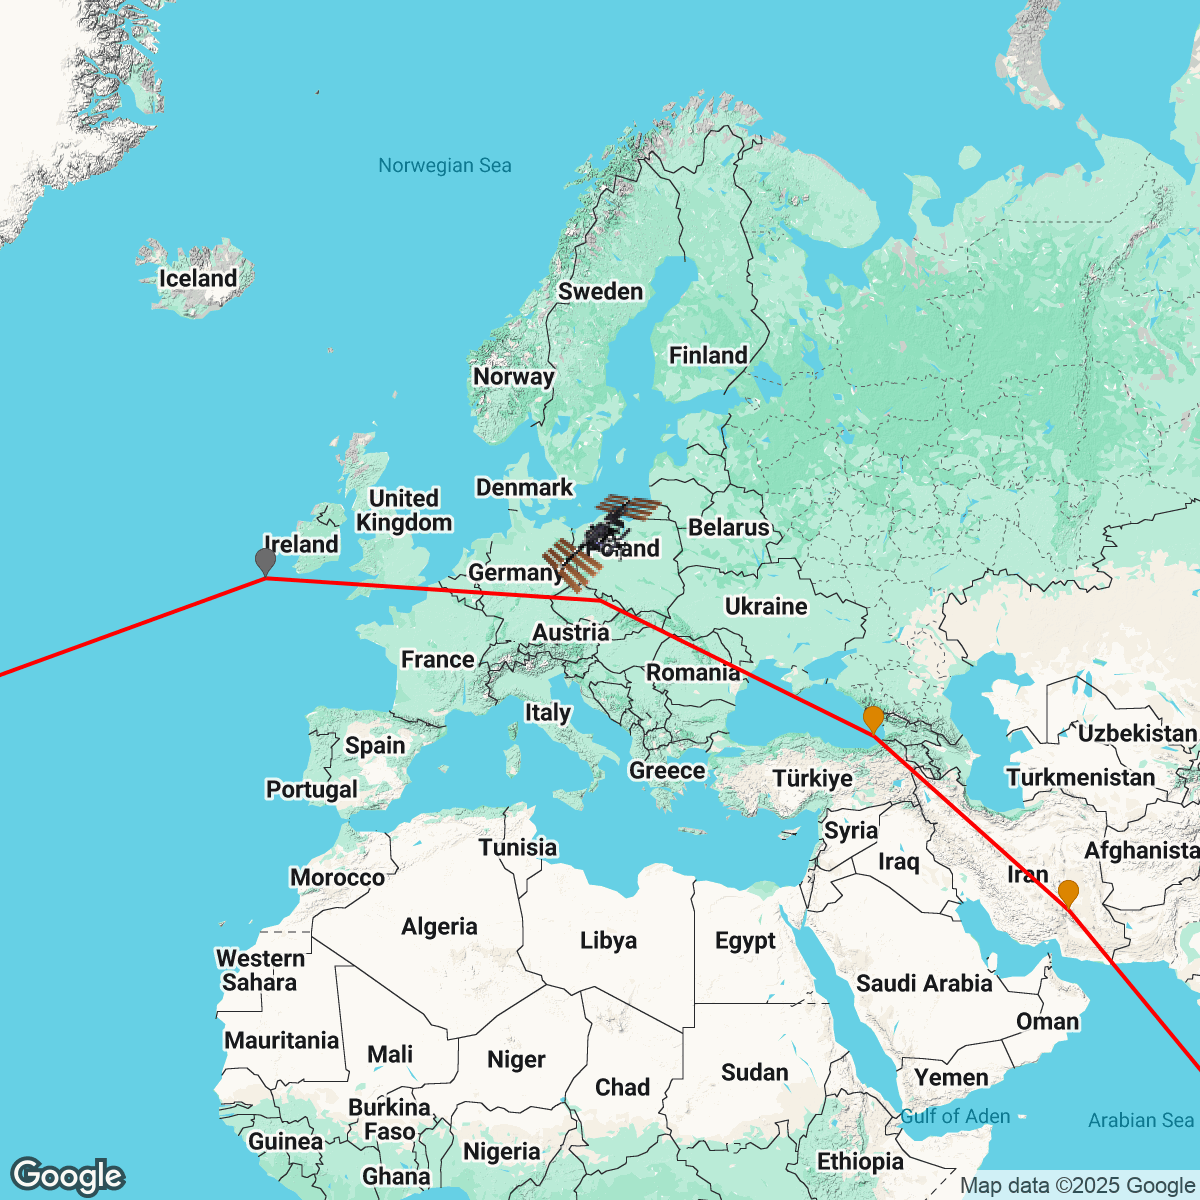 Norwegian Sea
Iceland
Sweden
Finland
Norway
Denmark
United
Kingdom
Belarus
Ireland
Poland
Germany
Ukraine
Austria
France
Romania
Italy
Uzbekistan
Spain
Greece
Türkiye
Turkmenistan
Portugal
Syria
Tunisia
Afghanista
Iraq
Morocco
Iran
Algeria
Libya
Egypt
Western
Sahara
Saudi Arabia
Oman
Mauritania
Mali
Niger
Sudan
Yemen
Chad
Burkina
Faso
Gulf of Aden
Arabian Sea
Guinea
Nigeria
Ethiopia
Ghana
Google
Map data ©2025 Google